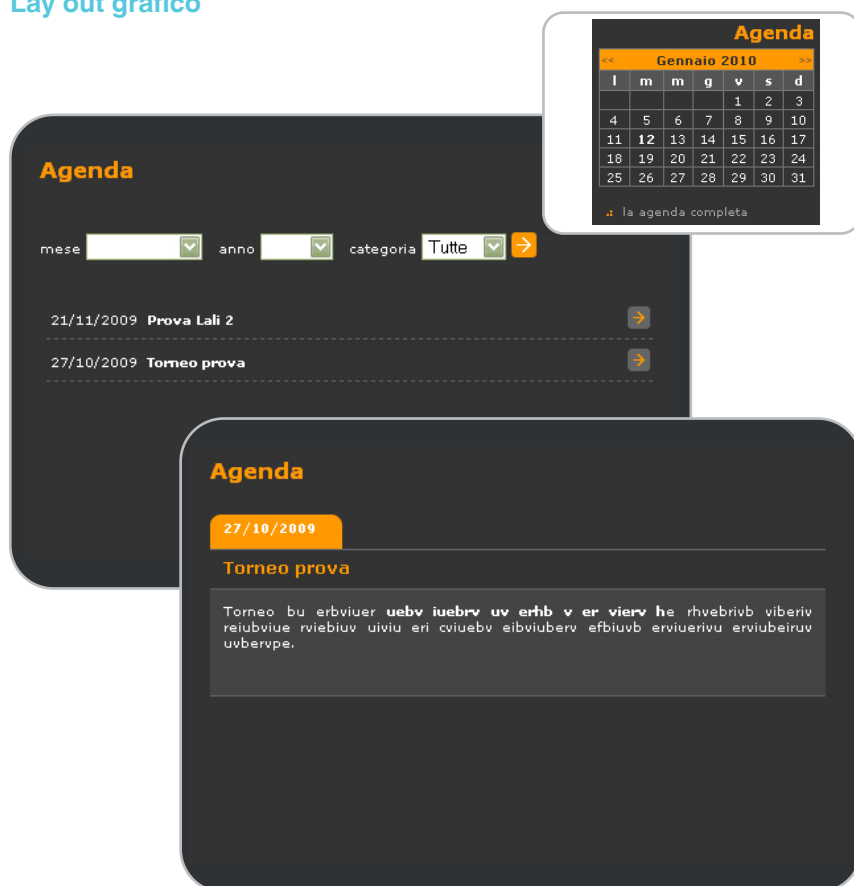 Lay out grafico
Agenda
<< Gennaio 2010 >>
l m m g v s d
1 2 3
4 5 6 7 8 9 10
11 12 13 14 15 16 17
18 19 20 21 22 23 24
25 26 27 28 29 30 31
.: la agenda completa
Agenda
mese anno categoria Tutte
21/11/2009 Prova Lali 2
27/10/2009 Torneo prova
Agenda
27/10/2009
Torneo prova
Torneo bu erbviuer uebv iuebrv uv erhb v er vierv he rhvebrivb viberiv
reiubviue rviebiuv uiviu eri cviuebv eibviuberv efbiuvb erviuerivu erviubeiruv
uvbervpe.